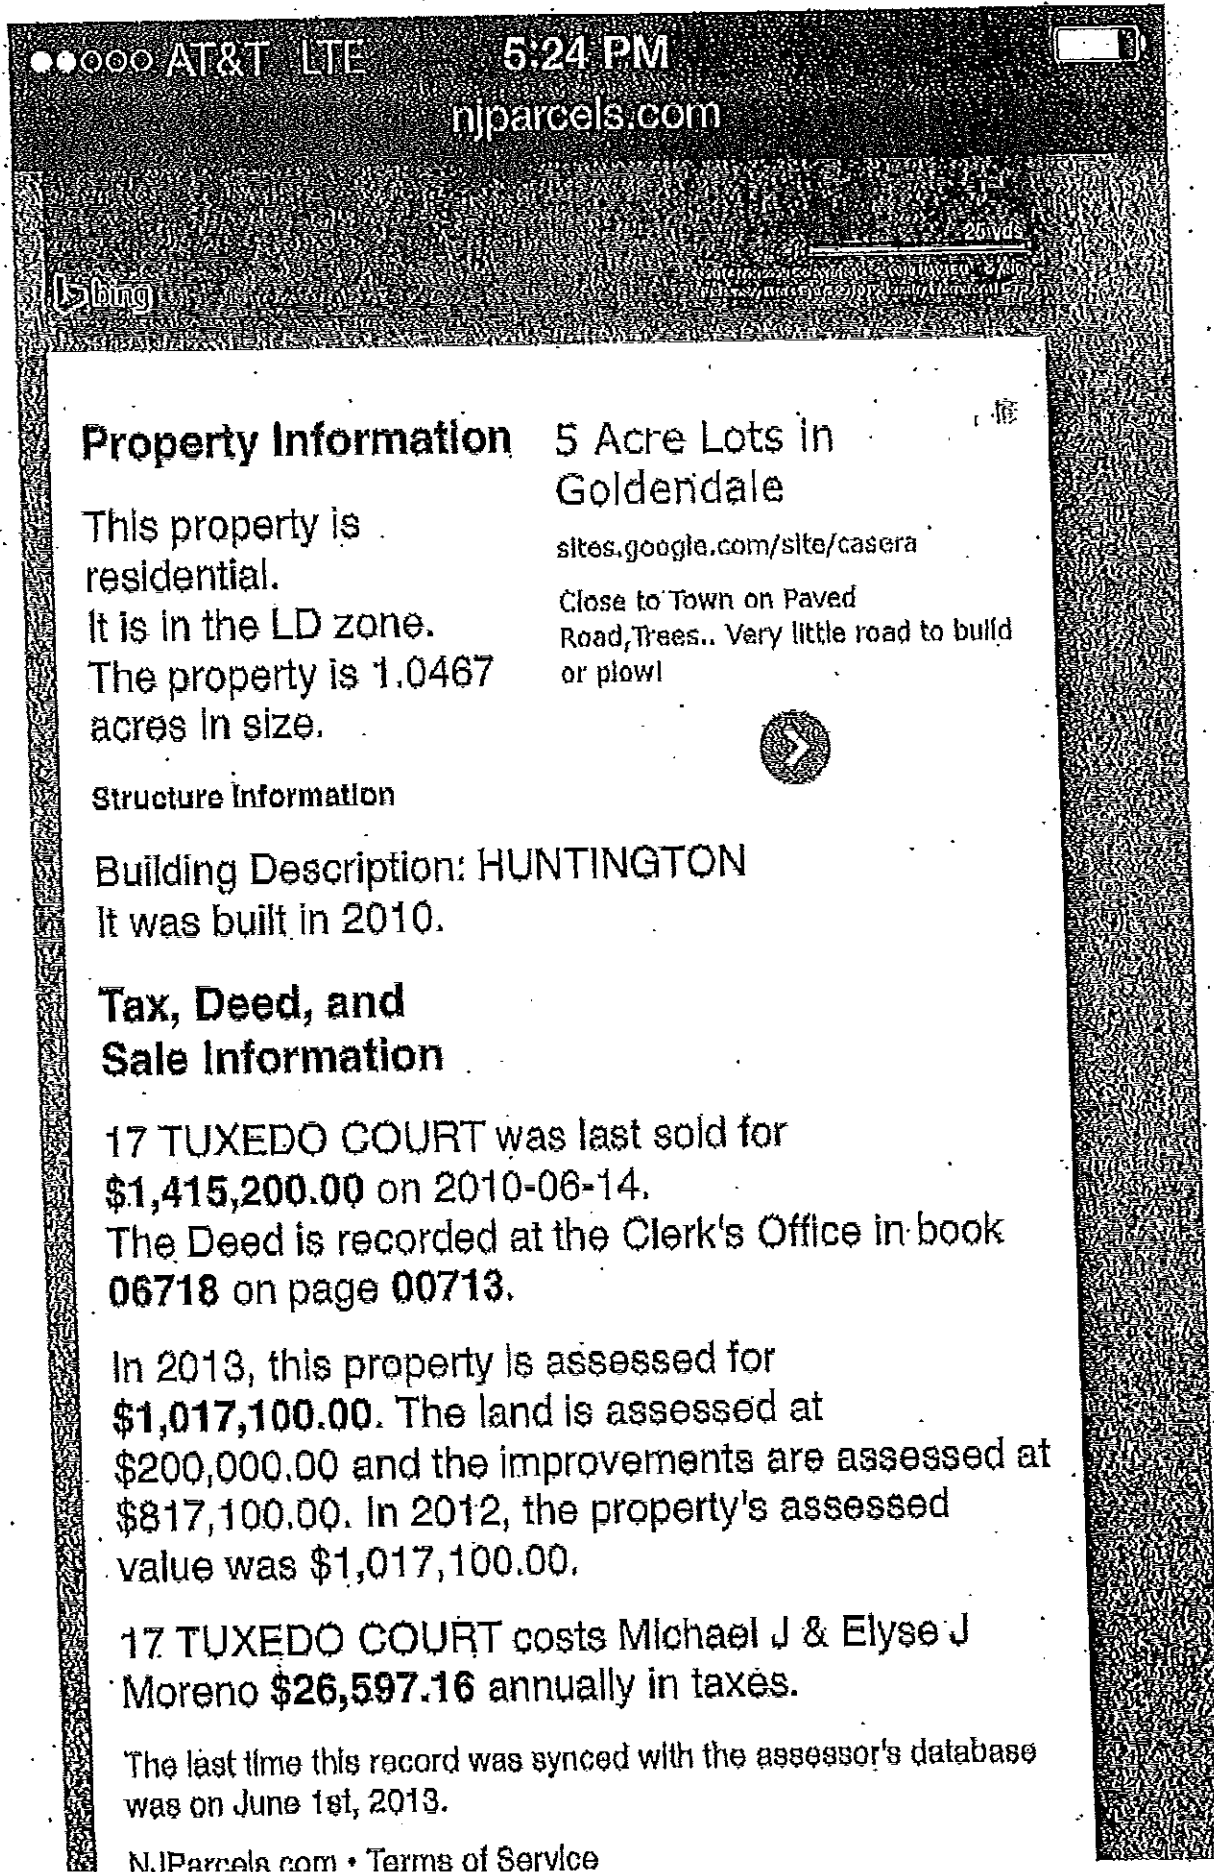 AT&T LTE 5:24 PM
njparcels.com
25 yds
bing
Property Information
This property is
residential.
It is in the LD zone.
The property is 1.0467
acres in size.
5 Acre Lots in
Goldendale
sites.google.com/site/casera
Close to Town on Paved
Road,Trees.. Very little road to build
or plow!
Structure Information
Building Description: HUNTINGTON
It was built in 2010.
Tax, Deed, and
Sale Information
17 TUXEDO COURT was last sold for
$1,415,200.00 on 2010-06-14.
The Deed is recorded at the Clerk's Office in book
06718 on page 00713.
In 2013, this property is assessed for
$1,017,100.00. The land is assessed at
$200,000.00 and the improvements are assessed at
$817,100.00. In 2012, the property's assessed
value was $1,017,100.00.
17 TUXEDO COURT costs Michael J & Elyse J
Moreno $26,597.16 annually in taxes.
The last time this record was synced with the assessor's database
was on June 1st, 2013.
NJParcels.com • Terms of Service